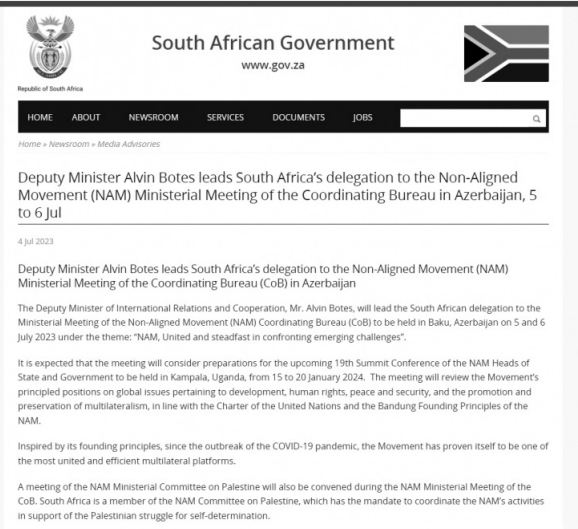 South African Government
www.gov.za
Republic of South Africa
HOME ABOUT NEWSROOM SERVICES DOCUMENTS JOBS
Home » Newsroom » Media Advisories
Deputy Minister Alvin Botes leads South Africa's delegation to the Non-Aligned
Movement (NAM) Ministerial Meeting of the Coordinating Bureau in Azerbaijan, 5
to 6 Jul
4 Jul 2023
Deputy Minister Alvin Botes leads South Africa's delegation to the Non-Aligned Movement (NAM)
Ministerial Meeting of the Coordinating Bureau (CoB) in Azerbaijan
The Deputy Minister of International Relations and Cooperation, Mr. Alvin Botes, will lead the South African delegation to the
Ministerial Meeting of the Non-Aligned Movement (NAM) Coordinating Bureau (CoB) to be held in Baku, Azerbaijan on 5 and 6
July 2023 under the theme: "NAM, United and steadfast in confronting emerging challenges".
It is expected that the meeting will consider preparations for the upcoming 19th Summit Conference of the NAM Heads of
State and Government to be held in Kampala, Uganda, from 15 to 20 January 2024. The meeting will review the Movement's
principled positions on global issues pertaining to development, human rights, peace and security, and the promotion and
preservation of multilateralism, in line with the Charter of the United Nations and the Bandung Founding Principles of the
NAM.
Inspired by its founding principles, since the outbreak of the COVID-19 pandemic, the Movement has proven itself to be one of
the most united and efficient multilateral platforms.
A meeting of the NAM Ministerial Committee on Palestine will also be convened during the NAM Ministerial Meeting of the
CoB. South Africa is a member of the NAM Committee on Palestine, which has the mandate to coordinate the NAM's activities
in support of the Palestinian struggle for self-determination.